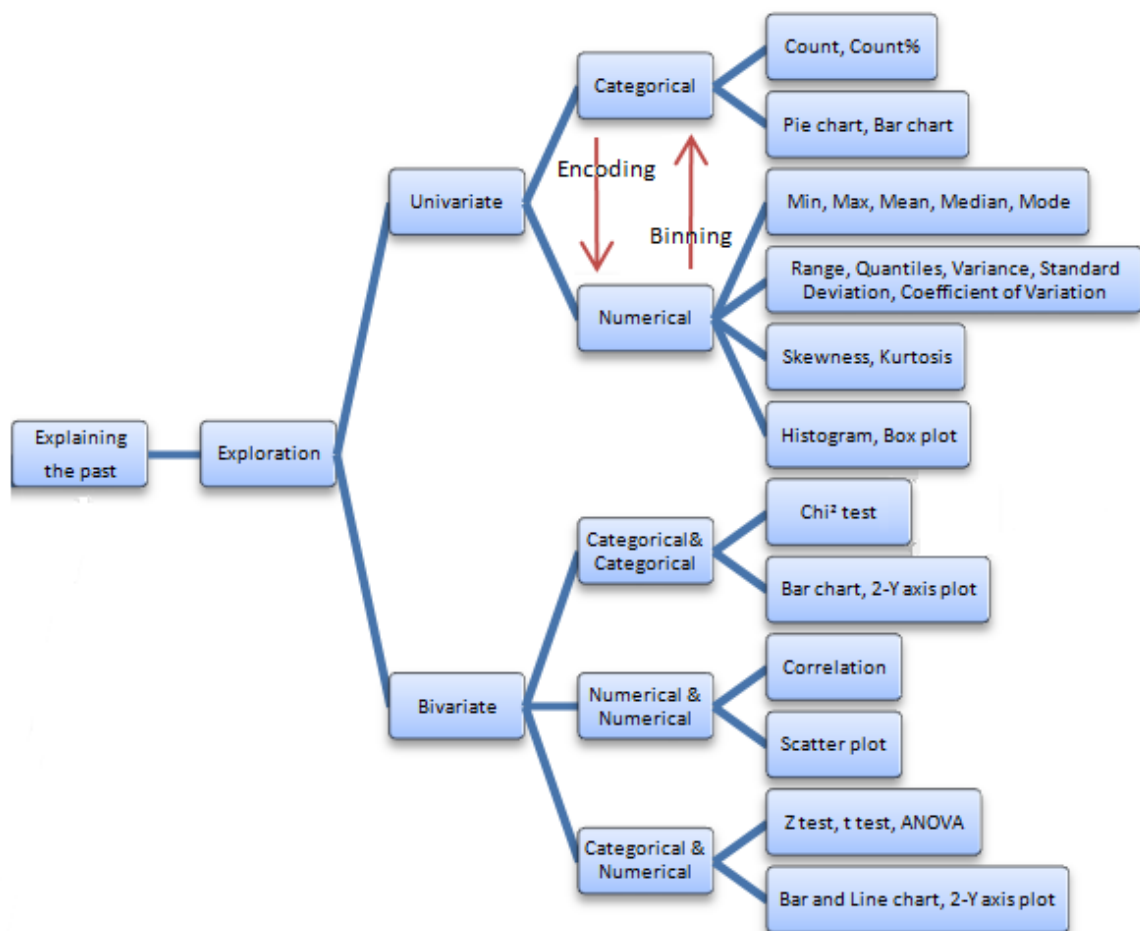 Count, Count%
Categorical
Pie chart, Bar chart
Encoding
Univariate
Min, Max, Mean, Median, Mode
Binning
Range, Quantiles, Variance, Standard
Deviation, Coefficient of Variation
Numerical
Skewness, Kurtosis
Histogram, Box plot
Explaining
the past
Exploration
Chi² test
Categorical&
Categorical
Bar chart, 2-Y axis plot
Correlation
Bivariate
Numerical &
Numerical
Scatter plot
Z test, t test, ANOVA
Categorical &
Numerical
Bar and Line chart, 2-Y axis plot